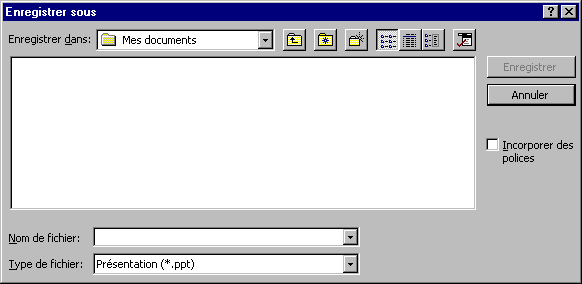 Enregistrer sous
Enregistrer dans: Mes documents
Enregistrer
Annuler
Incorporer des
polices
Nom de fichier:
Type de fichier: Présentation (*.ppt)